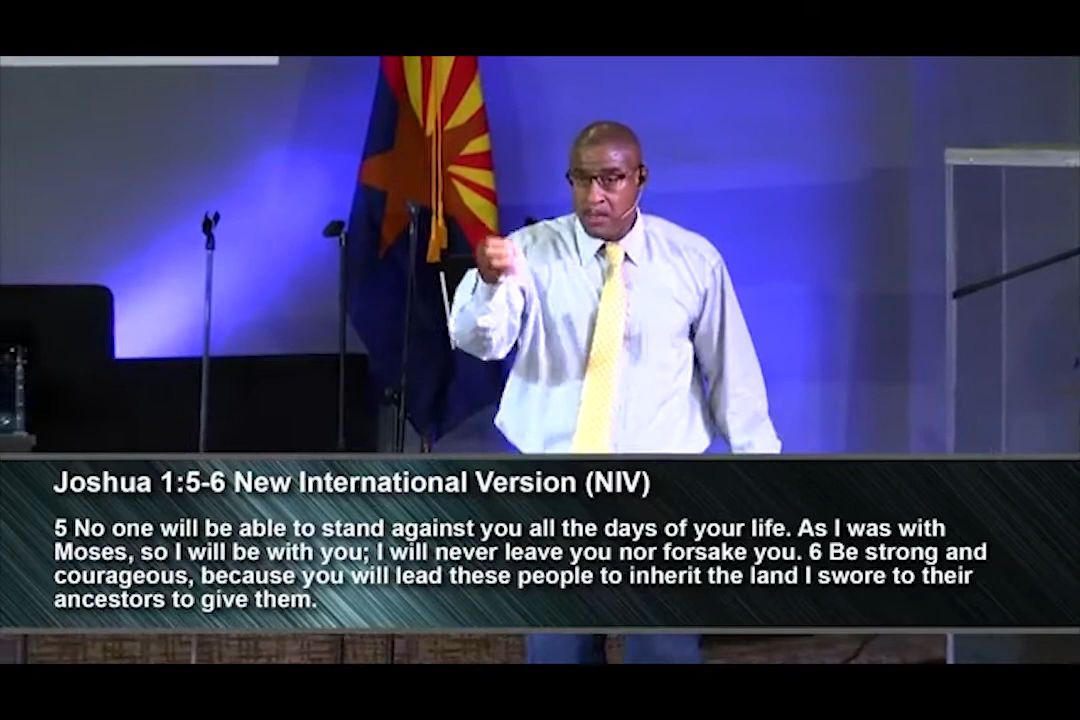 Joshua 1:5-6 New International Version (NIV)
5 No one will be able to stand against you all the days of your life. As I was with
Moses, so I will be with you; I will never leave you nor forsake you. 6 Be strong and
courageous, because you will lead these people to inherit the land I swore to their
ancestors to give them.